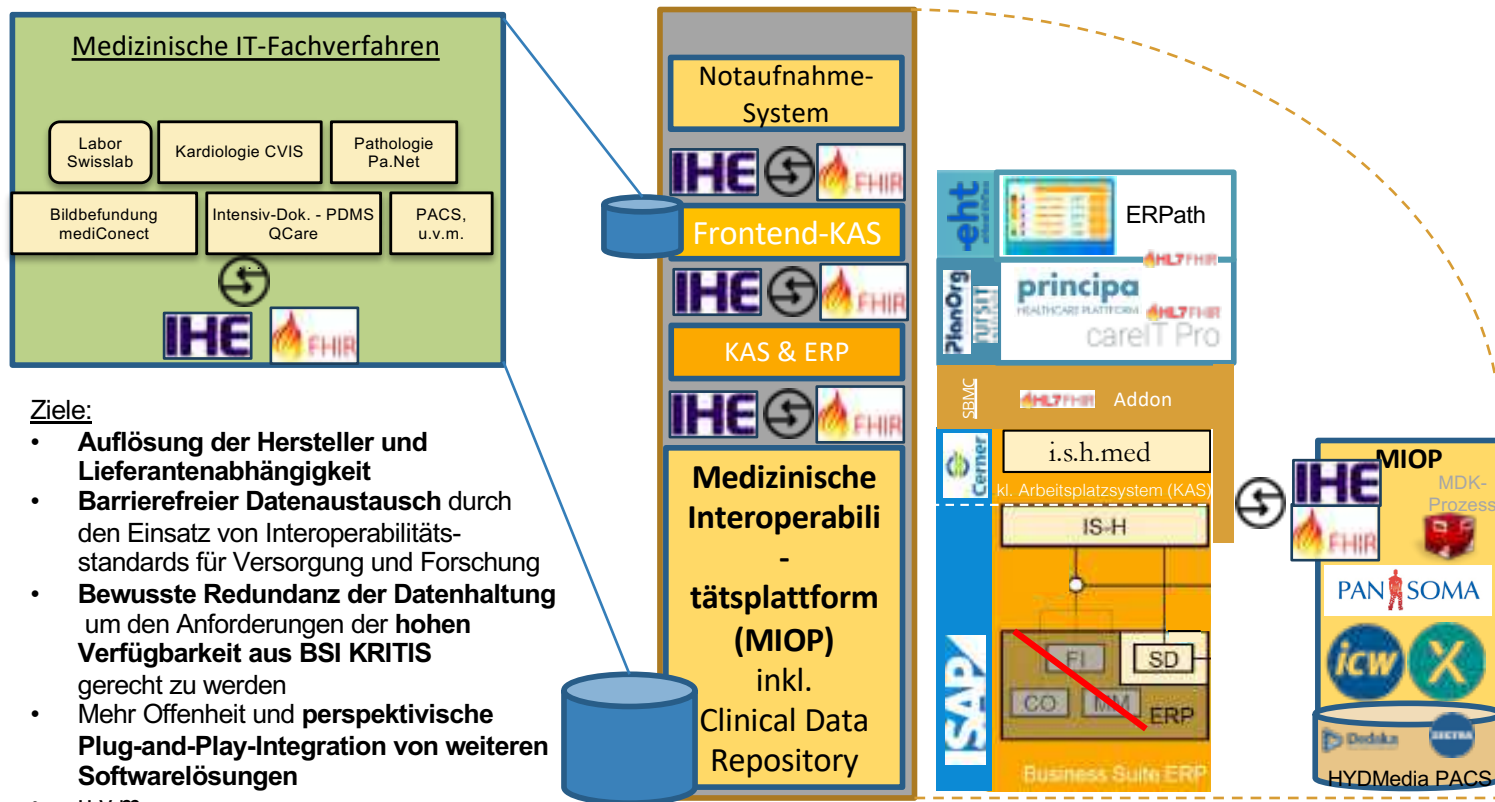 Medizinische IT-Fachverfahren
Labor
Swisslab
Kardiologie CVIS
Pathologie
Pa.Net
Bildbefundung
mediConect
Intensiv-Dok. - PDMS
QCare
PACS,
u.v.m.
IHE
FHIR
Ziele:
• Auflösung der Hersteller und
Lieferantenabhängigkeit
• Barrierefreier Datenaustausch durch
den Einsatz von Interoperabilitäts-
standards für Versorgung und Forschung
• Bewusste Redundanz der Datenhaltung
um den Anforderungen der hohen
Verfügbarkeit aus BSI KRITIS
gerecht zu werden
• Mehr Offenheit und perspektivische
Plug-and-Play-Integration von weiteren
Softwarelösungen
• u.v.m.
Notaufnahme-
System
IHE
FHIR
Frontend-KAS
IHE
FHIR
KAS & ERP
IHE
FHIR
Medizinische
Interoperabili
-
tätsplattform
(MIOP)
inkl.
Clinical Data
Repository
eht
ERPath
HL7 FHIR
PlanOrg
principa
HEALTHCARE PLATTFORM
HL7 FHIR
careIT Pro
SBMC
HL7 FHIR
Addon
Cerner
i.s.h.med
kl. Arbeitsplatzsystem (KAS)
SAP
IS-H
FI
SD
CO
MM
ERP
Business Suite ERP
MIOP
IHE
FHIR
MDK-
Prozess
PAN SOMA
icw
X
Dedalus
SECTRA
HYDMedia PACS